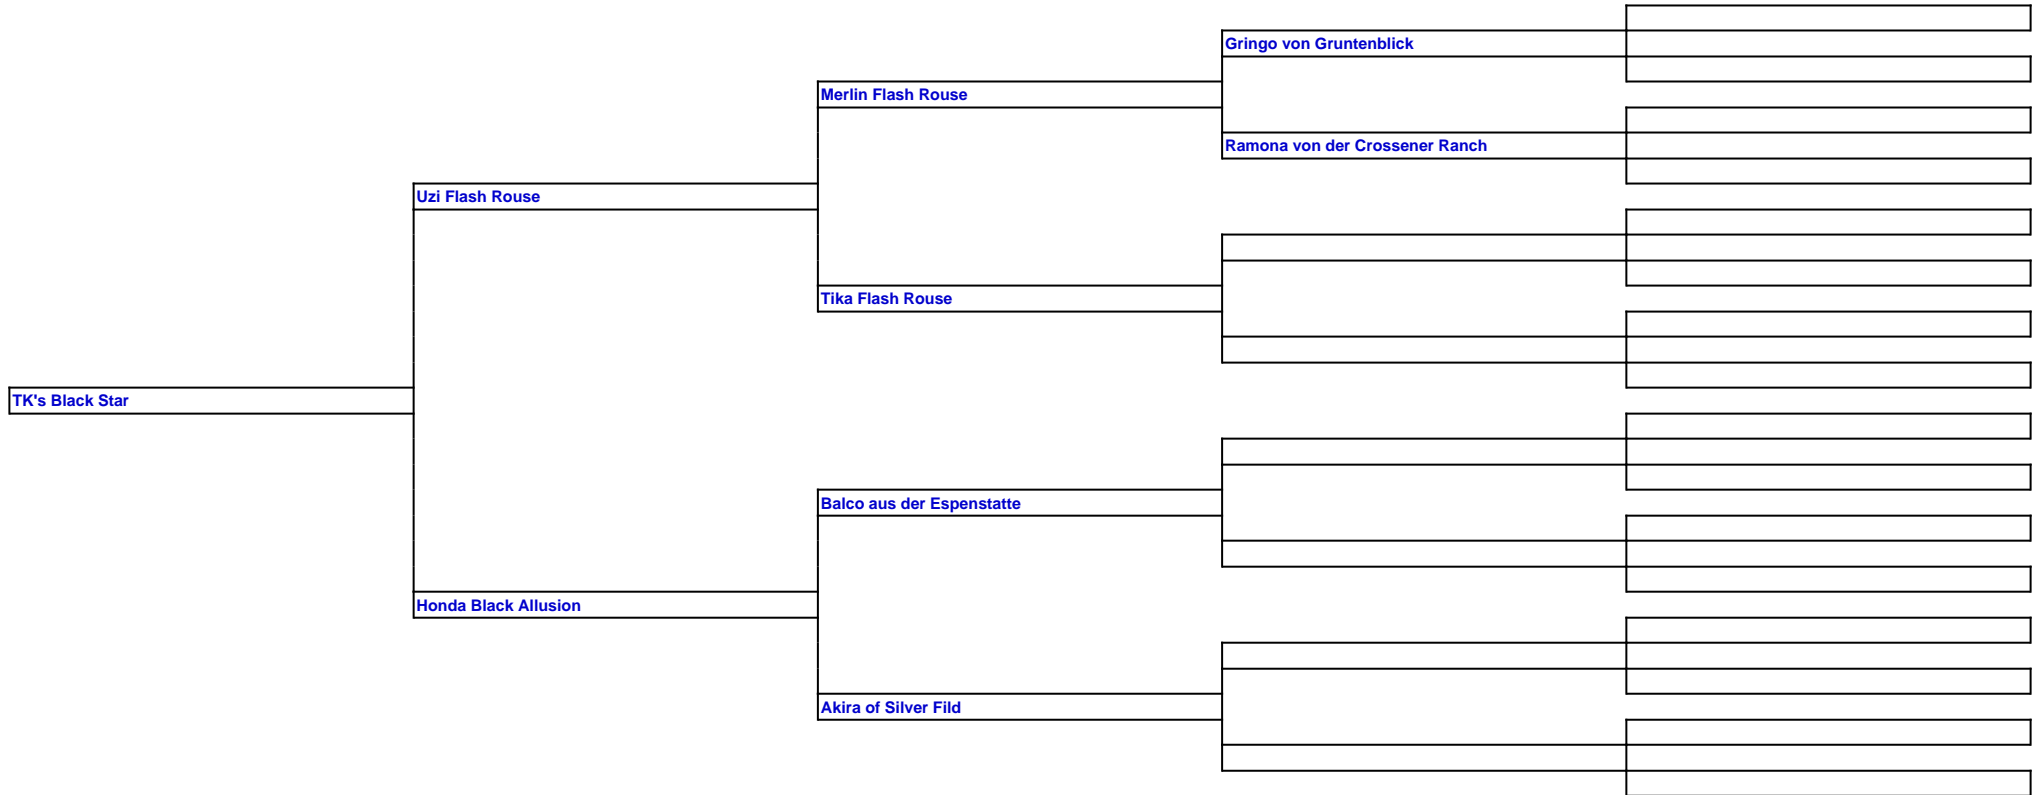 Gringo von Gruntenblick
Merlin Flash Rouse
Ramona von der Crossener Ranch
Uzi Flash Rouse
Tika Flash Rouse
TK's Black Star
Balco aus der Espenstatte
Honda Black Allusion
Akira of Silver Fild